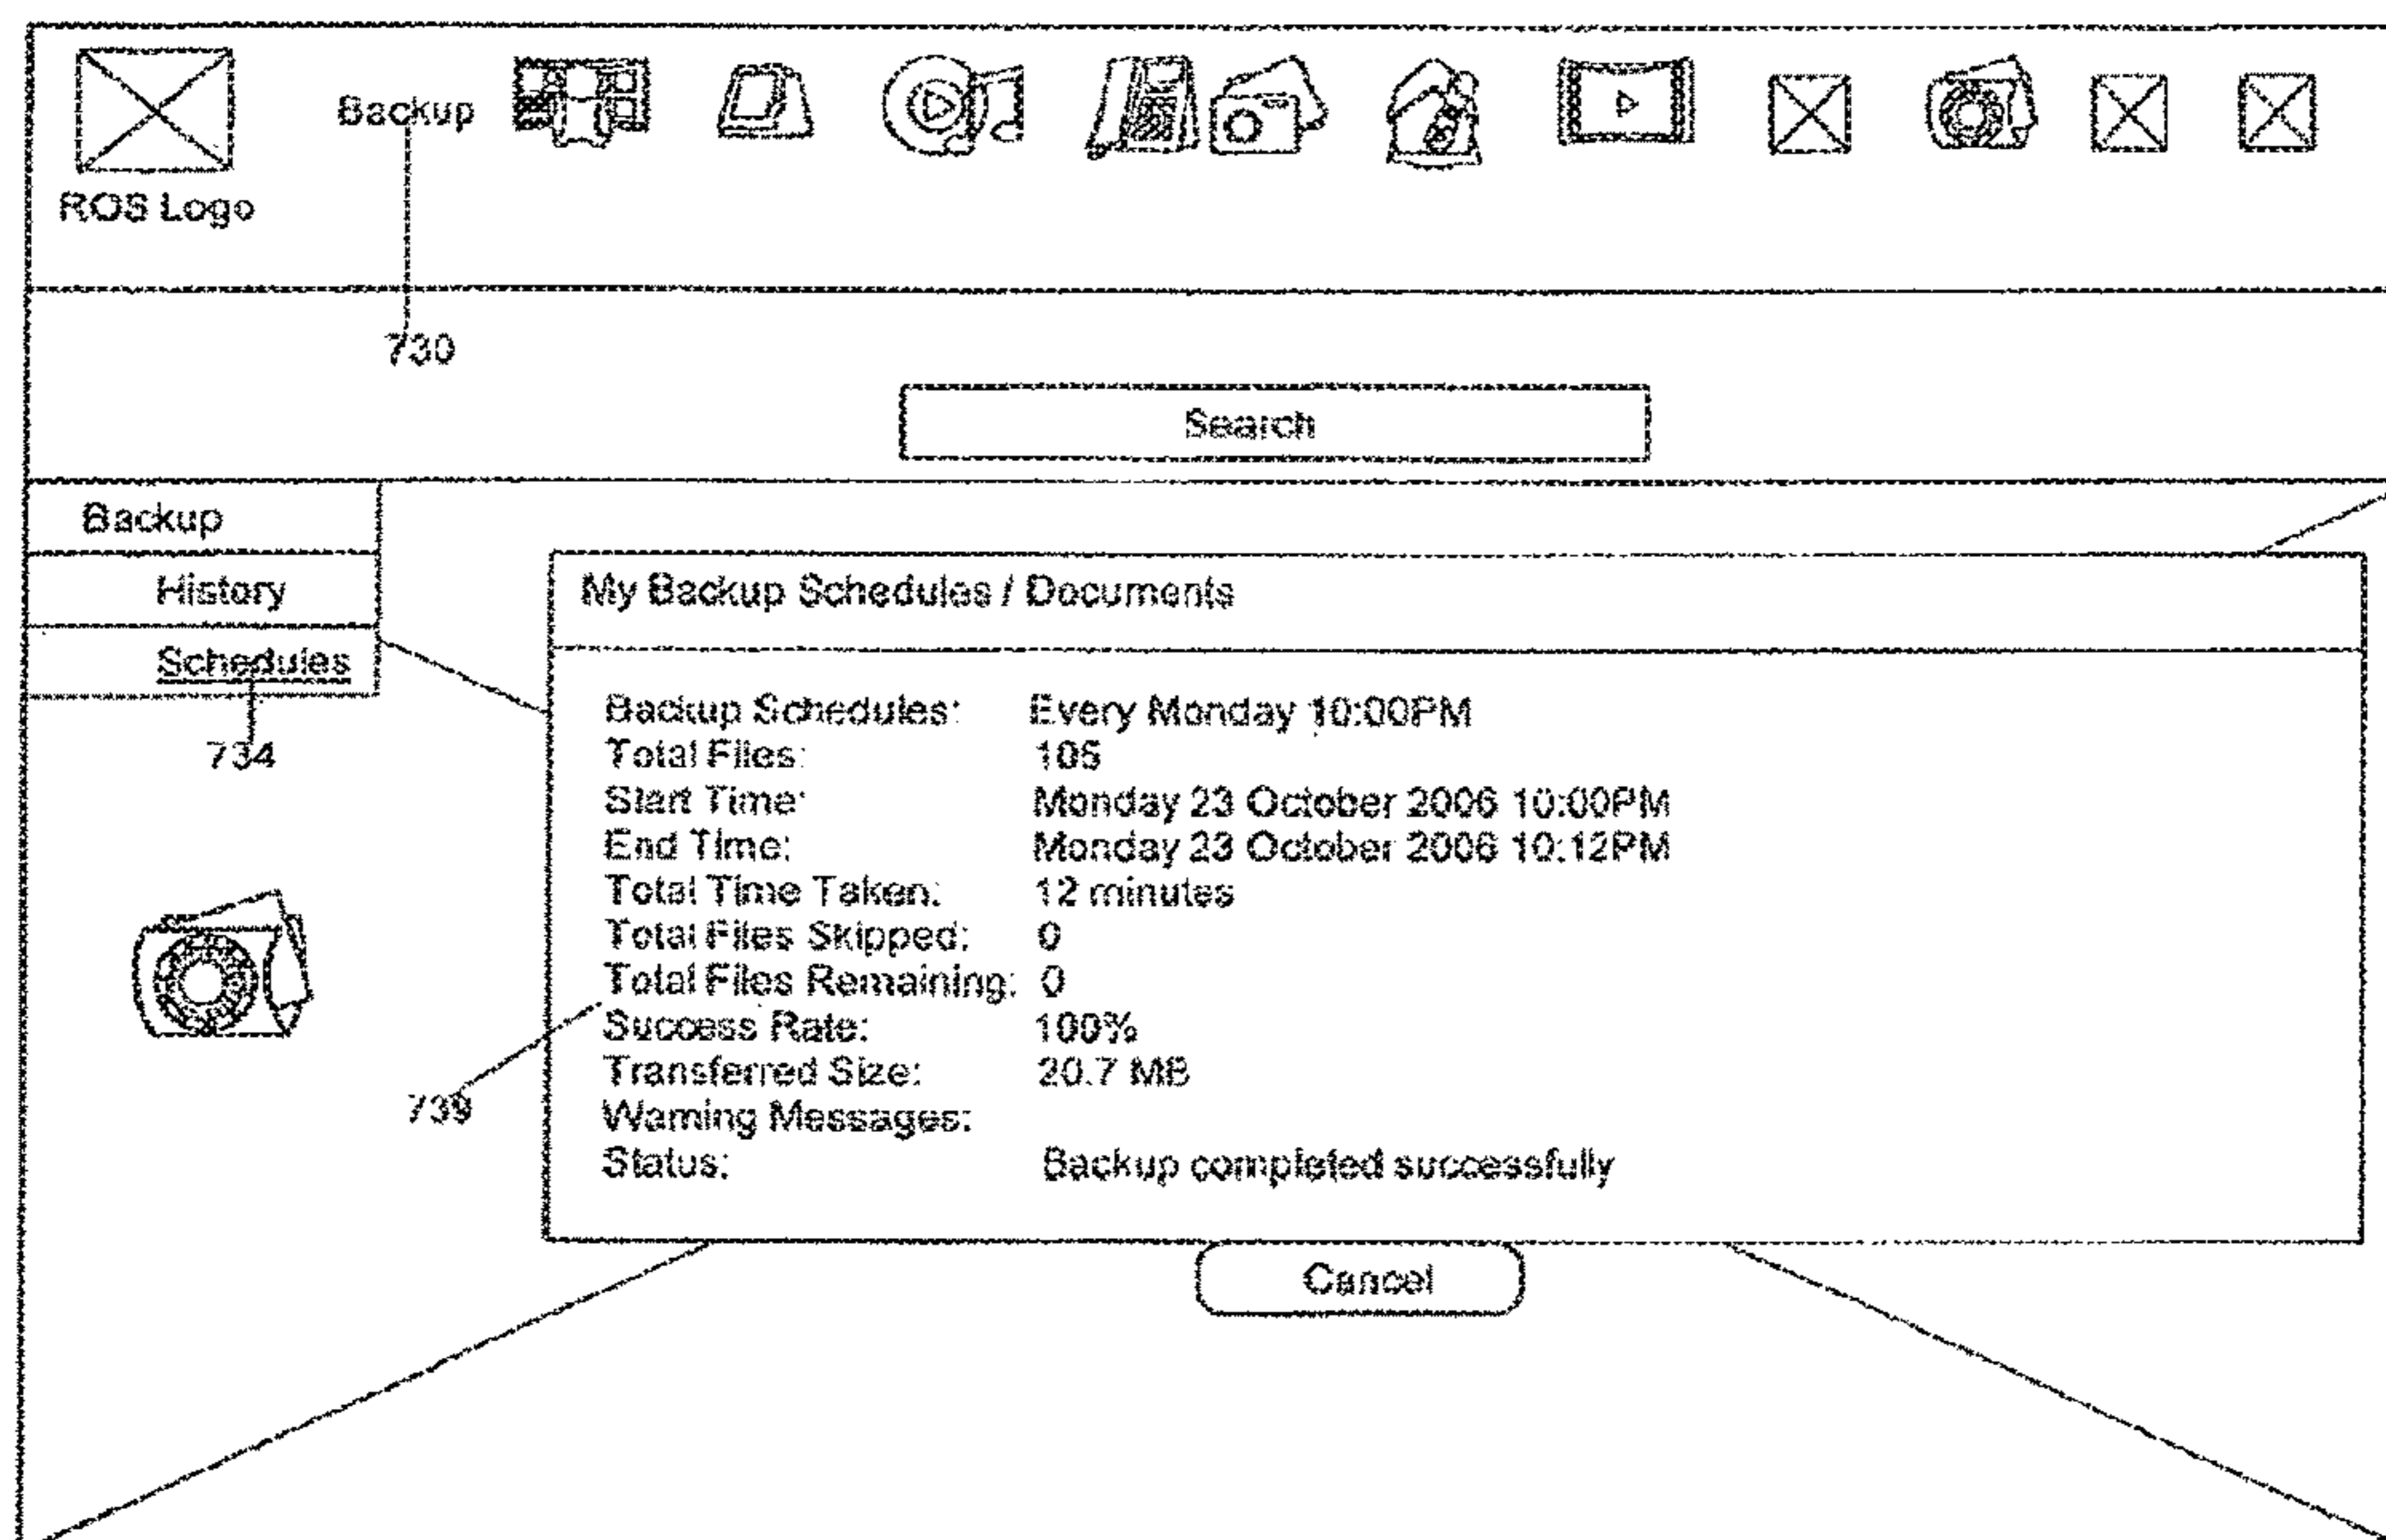 Backup
ROS Logo
730
Search
Backup
History
Schedules
734
My Backup Schedules / Documents
Backup Schedules: Every Monday 10:00PM
Total Files: 105
Start Time: Monday 23 October 2006 10:00PM
End Time: Monday 23 October 2006 10:12PM
Total Time Taken: 12 minutes
Total Files Skipped: 0
Total Files Remaining: 0
Success Rate: 100%
Transferred Size: 20.7 MB
Warning Messages:
Status: Backup completed successfully
739
Cancel